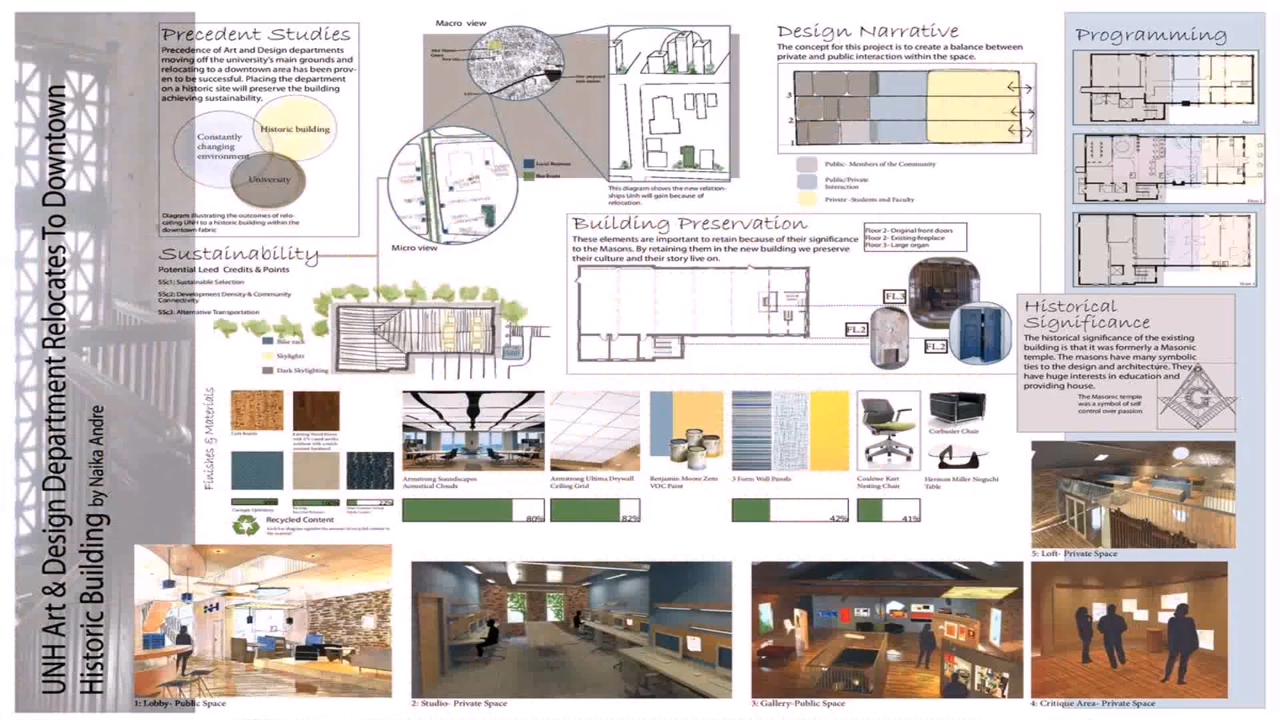 UNH Art & Design Department Relocates To Downtown
Historic Building by Naika Andre
Precedent Studies
Precedence of Art and Design departments
moving off the university's main grounds and
relocating to a downtown area has been prov-
en to be successful. Placing the department
on a historic site will preserve the building
achieving sustainability.
Constantly
changing
environment
Historic building
University
Diagram illustrating the outcomes of relo-
cating UNH to a historic building within the
downtown fabric
Sustainability
Potential Leed Credits & Points
SSc1: Sustainable Selection
SSc2: Development Density & Community
Connectivity
SSc3: Alternative Transportation
Bike rack
Skylights
Dark Skylighting
Macro view
Micro view
Local Business
Bus Route
This diagram shows the new relation-
ships Unh will gain because of
relocation.
Design Narrative
The concept for this project is to create a balance between
private and public interaction within the space.
3
2
1
Public- Members of the Community
Public/Private
Interaction
Private -Students and Faculty
Building Preservation
These elements are important to retain because of their significance
to the Masons. By retaining them in the new building we preserve
their culture and their story live on.
Floor 2- Original front doors
Floor 2- Existing fireplace
Floor 3- Large organ
FL.3
FL.2
FL.2
Programming
Historical
Significance
The historical significance of the existing
building is that it was formerly a Masonic
temple. The masons have many symbolic
ties to the design and architecture. They
have huge interests in education and
providing house.
The Masonic temple
was a symbol of self
control over passion
G
Finishes & Materials
Cork Boards
Recycled Content
Armstrong Soundscapes
Acoustical Clouds
80%
Armstrong Ultima Drywall
Ceiling Grid
82%
Benjamin Moore Zero
VOC Paint
3 Form Wall Panels
42%
Coalesse Kart
Nesting Chair
41%
Corbusier Chair
Herman Miller Noguchi
Table
1: Lobby- Public Space
2: Studio- Private Space
3: Gallery-Public Space
4: Critique Area- Private Space
5: Loft- Private Space